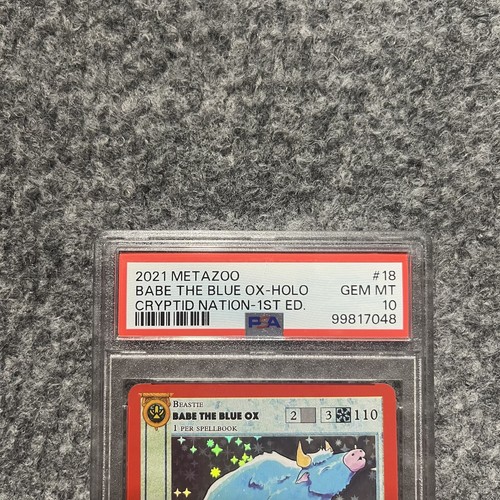 2021 METAZOO #18
BABE THE BLUE OX-HOLO GEM MT
CRYPTID NATION-1ST ED. 10
PSA 99817048
BEASTIE
BABE THE BLUE OX 2 3 110
1 PER SPELLBOOK